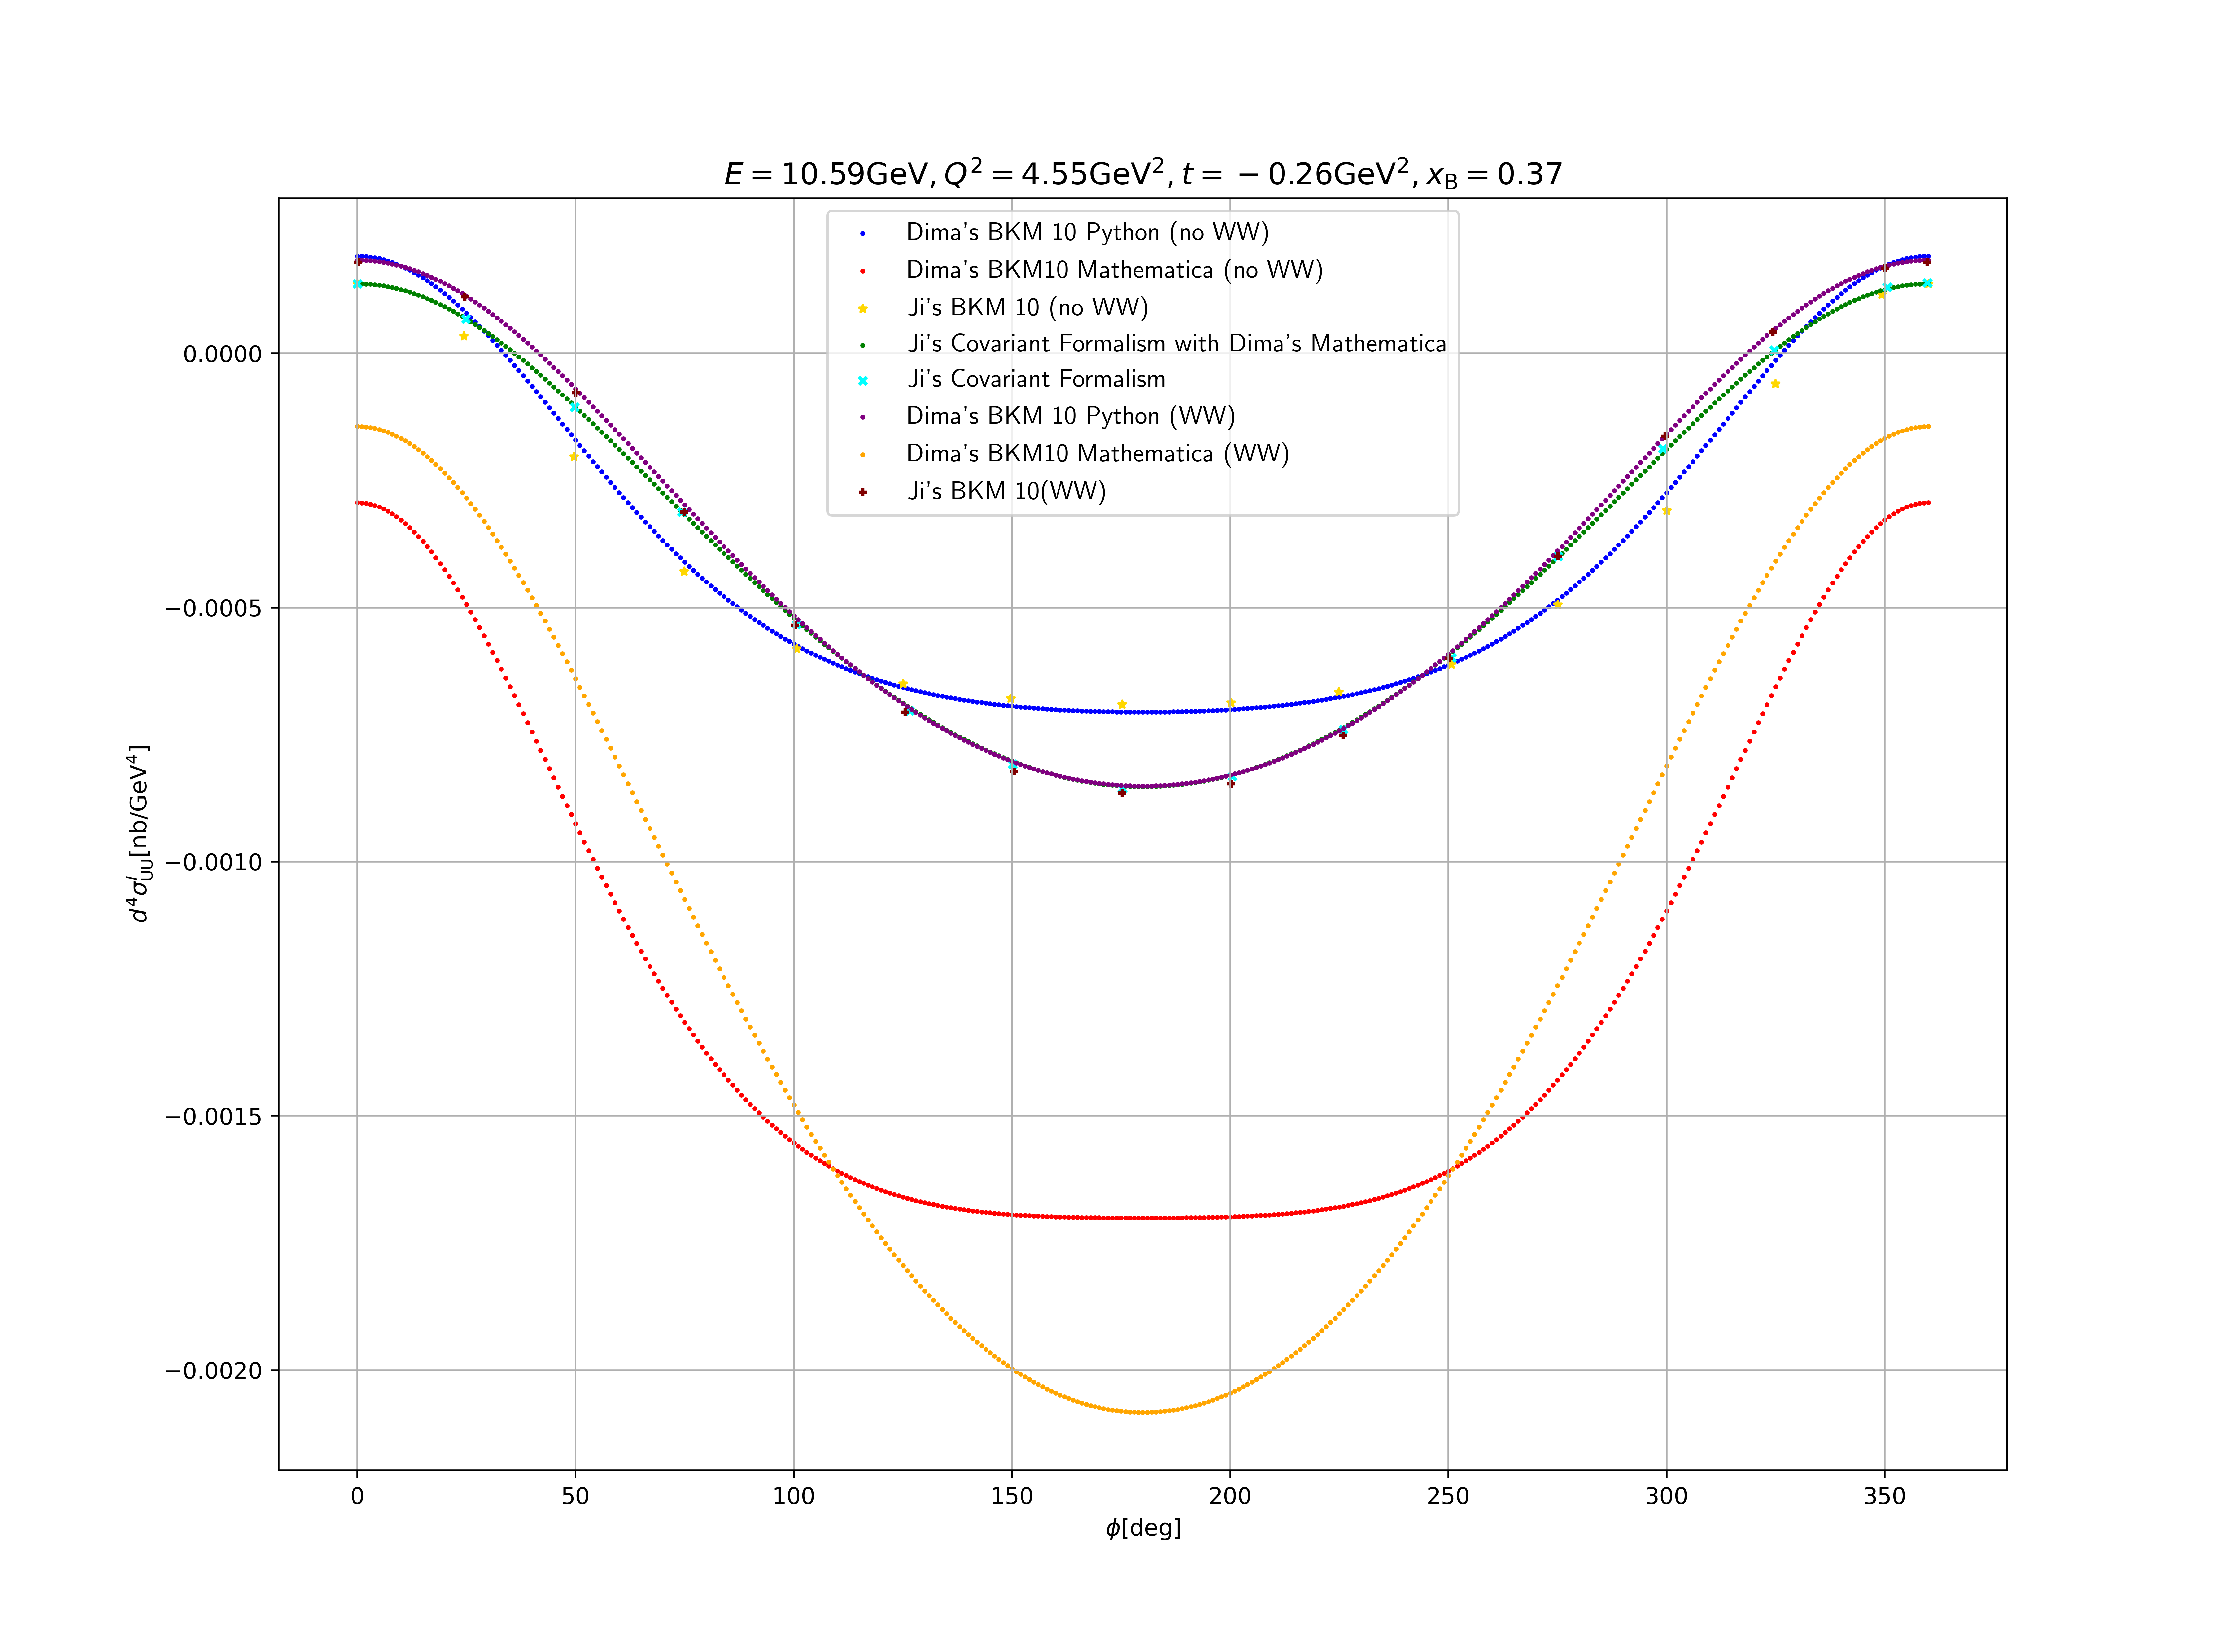 E = 10.59GeV, Q² = 4.55GeV², t = −0.26GeV², x_B = 0.37
Dima's BKM 10 Python (no WW)
Dima's BKM10 Mathematica (no WW)
Ji's BKM 10 (no WW)
Ji's Covariant Formalism with Dima's Mathematica
Ji's Covariant Formalism
Dima's BKM 10 Python (WW)
Dima's BKM10 Mathematica (WW)
Ji's BKM 10(WW)
d⁴σ^I_UU[nb/GeV⁴]
0.0000
−0.0005
−0.0010
−0.0015
−0.0020
0 50 100 150 200 250 300 350
ϕ[deg]